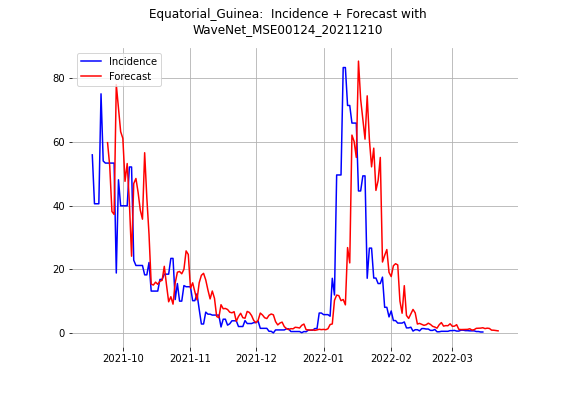 Equatorial_Guinea:  Incidence + Forecast with
WaveNet_MSE00124_20211210
Incidence
Forecast
80
60
40
20
0
2021-10
2021-11
2021-12
2022-01
2022-02
2022-03